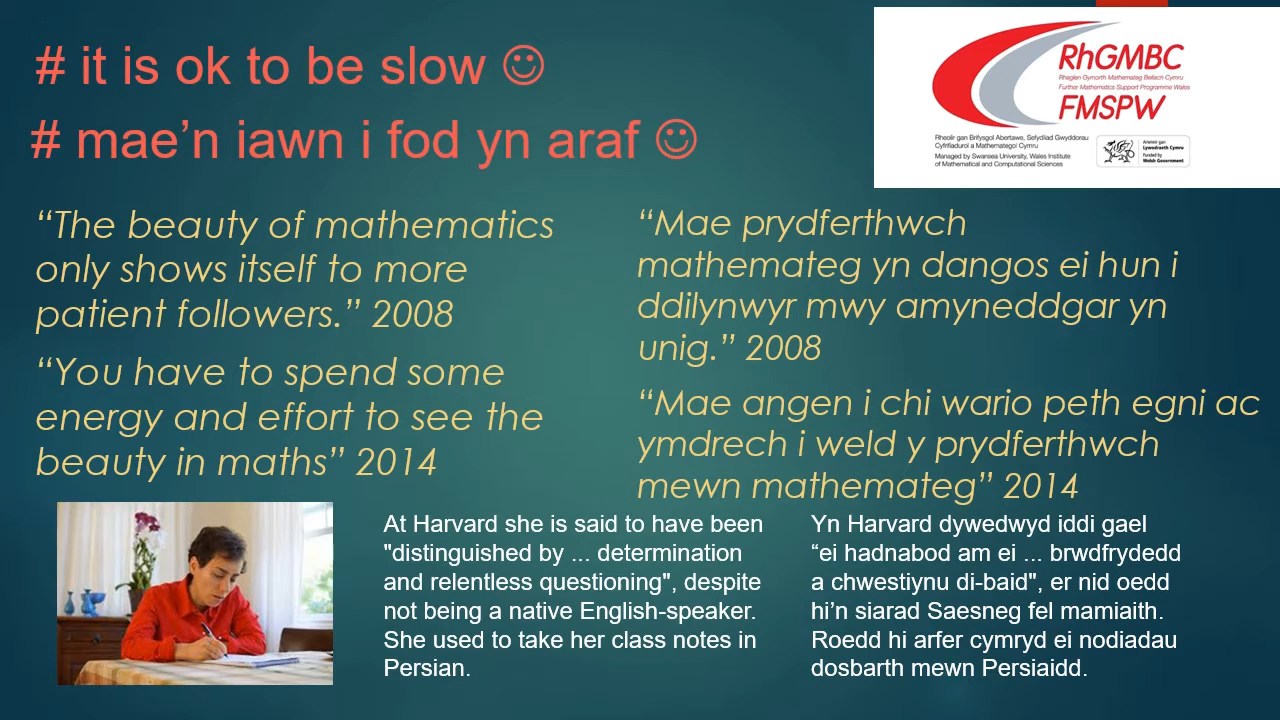 # it is ok to be slow ☺
# mae’n iawn i fod yn araf ☺
RhGMBC
Rhaglen Gymorth Mathemateg Bellach Cymru
Further Mathematics Support Programme Wales
FMSPW
Rheolir gan Brifysgol Abertawe, Sefydliad Gwyddorau
Cyfrifiadurol a Mathemategol Cymru
Managed by Swansea University, Wales Institute
of Mathematical and Computational Sciences
Ariennir gan
Lywodraeth Cymru
Funded by
Welsh Government
“The beauty of mathematics
only shows itself to more
patient followers.” 2008
“You have to spend some
energy and effort to see the
beauty in maths” 2014
“Mae prydferthwch
mathemateg yn dangos ei hun i
ddilynwyr mwy amyneddgar yn
unig.” 2008
“Mae angen i chi wario peth egni ac
ymdrech i weld y prydferthwch
mewn mathemateg” 2014
At Harvard she is said to have been
"distinguished by ... determination
and relentless questioning", despite
not being a native English-speaker.
She used to take her class notes in
Persian.
Yn Harvard dywedwyd iddi gael
“ei hadnabod am ei ... brwdfrydedd
a chwestiynu di-baid", er nid oedd
hi’n siarad Saesneg fel mamiaith.
Roedd hi arfer cymryd ei nodiadau
dosbarth mewn Persiaidd.